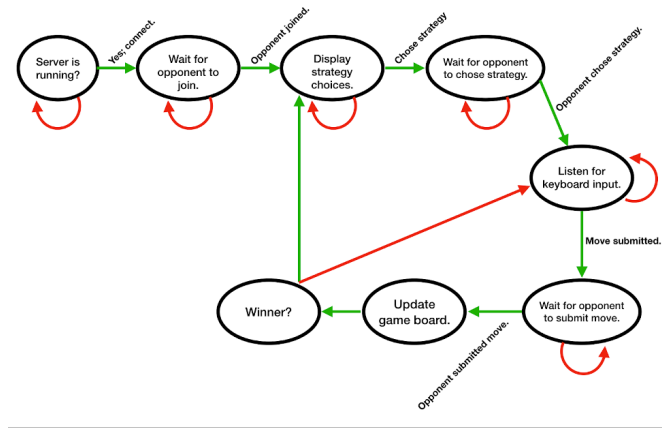 Server is
running?
Yes; connect.
Wait for
opponent to
join.
Opponent joined.
Display
strategy
choices.
Chose strategy
Wait for opponent
to chose strategy.
Opponent chose strategy.
Listen for
keyboard input.
Move submitted.
Wait for opponent
to submit move.
Opponent submitted move.
Update
game board.
Winner?